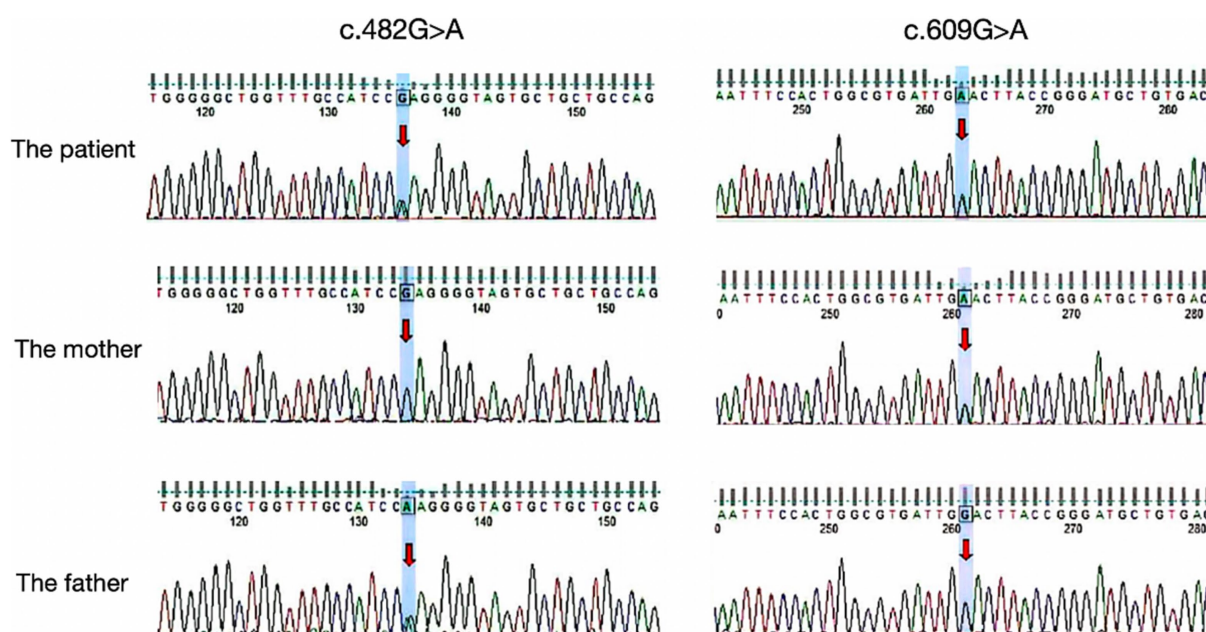 c.482G>A c.609G>A
TGGGGGCTGGTTTGCCATCCGAGGGGTAGTGCTGCTGCCAG AATTTCCACTGGCGTGATTGAACTTACCGGGATGCTGTGAC
120 130 140 150 250 260 270 280
The patient
TGGGGGCTGGTTTGCCATCCGAGGGGTAGTGCTGCTGCCAG AATTTCCACTGGCGTGATTGAACTTACCGGGATGCTGTGAC
120 130 140 150 0 250 260 270 280
The mother
TGGGGGCTGGTTTGCCATCCAAGGGGTAGTGCTGCTGCCAG AATTTCCACTGGCGTGATTGGACTTACCGGGATGCTGTGAC
120 130 140 150 0 250 260 270 280
The father